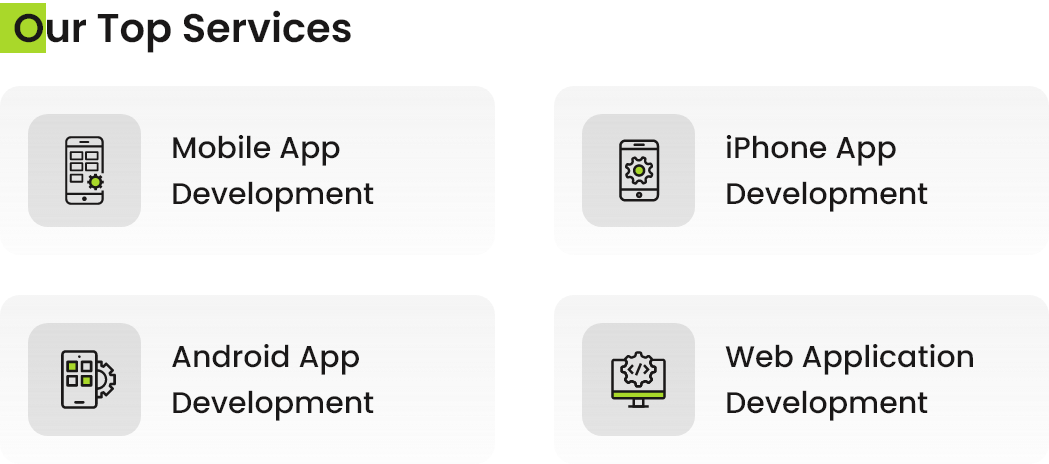 Our Top Services
Mobile App
Development
iPhone App
Development
Android App
Development
Web Application
Development